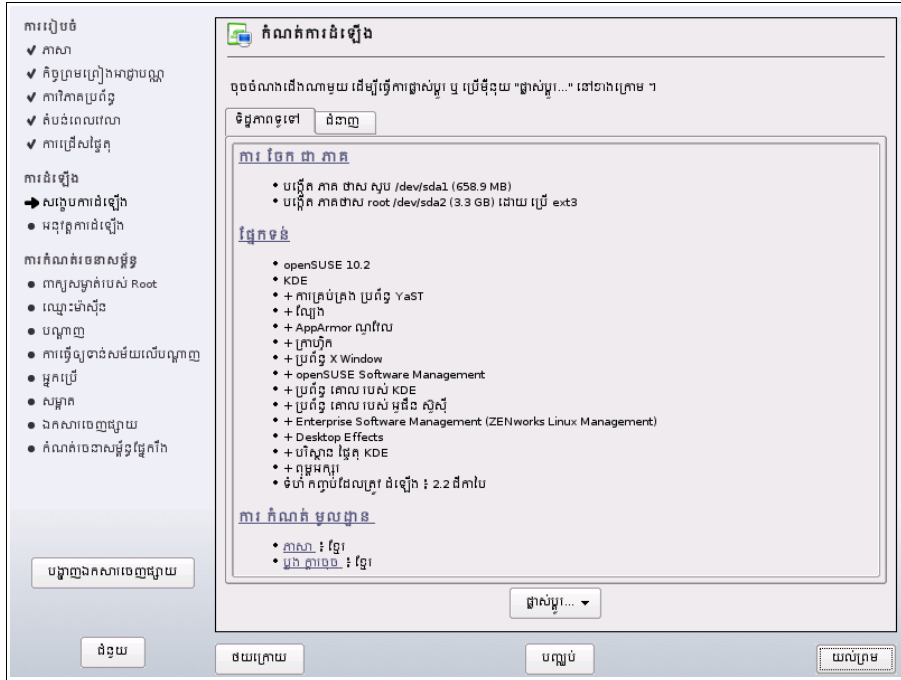 ការរៀបចំ
ភាសា
កិច្ចព្រមព្រៀងអាជ្ញាបណ្ណ
ការវិភាគប្រព័ន្ធ
តំបន់ពេលវេលា
ការជ្រើសផ្ទៃតុ
ការដំឡើង
សង្ខេបការដំឡើង
អនុវត្តការដំឡើង
ការកំណត់រចនាសម្ព័ន្ធ
ពាក្យសម្ងាត់របស់ Root
ឈ្មោះម៉ាស៊ីន
បណ្ដាញ
ការធ្វើឲ្យទាន់សម័យលើបណ្ដាញ
អ្នកប្រើ
សម្អាត
ឯកសារចេញផ្សាយ
កំណត់រចនាសម្ព័ន្ធផ្នែករឹង
បង្ហាញឯកសារចេញផ្សាយ
ជំនួយ
កំណត់ការដំឡើង
ចុចចំណងជើងណាមួយ ដើម្បីធ្វើការផ្លាស់ប្ដូរ ឬ ប្រើម៉ឺនុយ "ផ្លាស់ប្ដូរ..." នៅខាងក្រោម ។
ទិដ្ឋភាពទូទៅ
ជំនាញ
ការ ចែក ជា ភាគ
បង្កើត ភាគ ថាស ស្វប /dev/sda1 (658.9 MB)
បង្កើត ភាគថាស root /dev/sda2 (3.3 GB) ដោយ ប្រើ ext3
ផ្នែកទន់
openSUSE 10.2
KDE
+ ការគ្រប់គ្រង ប្រព័ន្ធ YaST
+ ល្បែង
+ AppArmor ណូវែល
+ ក្រាហ្វិក
+ ប្រព័ន្ធ X Window
+ openSUSE Software Management
+ ប្រព័ន្ធ គោល របស់ KDE
+ ប្រព័ន្ធ គោល របស់ អូផឹន ស៊ូស៊ី
+ Enterprise Software Management (ZENworks Linux Management)
+ Desktop Effects
+ បរិស្ថាន ផ្ទៃតុ KDE
+ ពុម្ពអក្សរ
ទំហំ កញ្ចប់ដែលត្រូវ ដំឡើង ៖ 2.2 ជីកាបៃ
ការ កំណត់ មូលដ្ឋាន
ភាសា ៖ ខ្មែរ
ប្លង់ ក្ដារចុច ៖ ខ្មែរ
ផ្លាស់ប្ដូរ...
ថយក្រោយ
បញ្ឈប់
យល់ព្រម